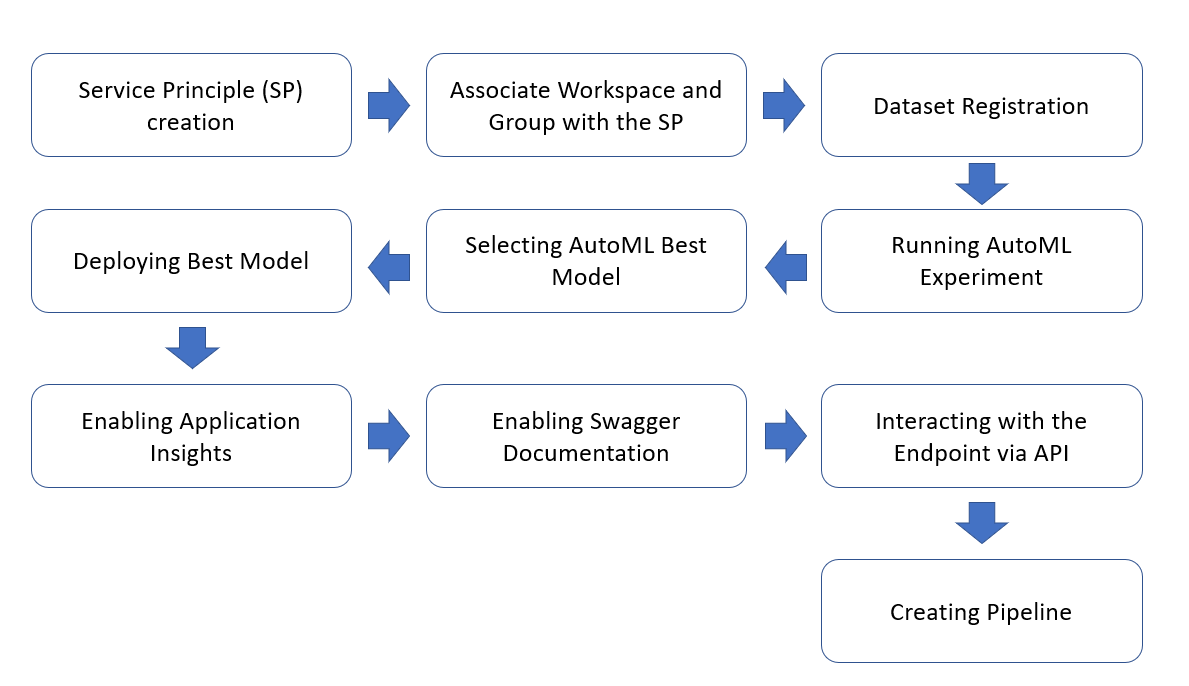 Service Principle (SP)
creation
Associate Workspace and
Group with the SP
Dataset Registration
Running AutoML
Experiment
Selecting AutoML Best
Model
Deploying Best Model
Enabling Application
Insights
Enabling Swagger
Documentation
Interacting with the
Endpoint via API
Creating Pipeline